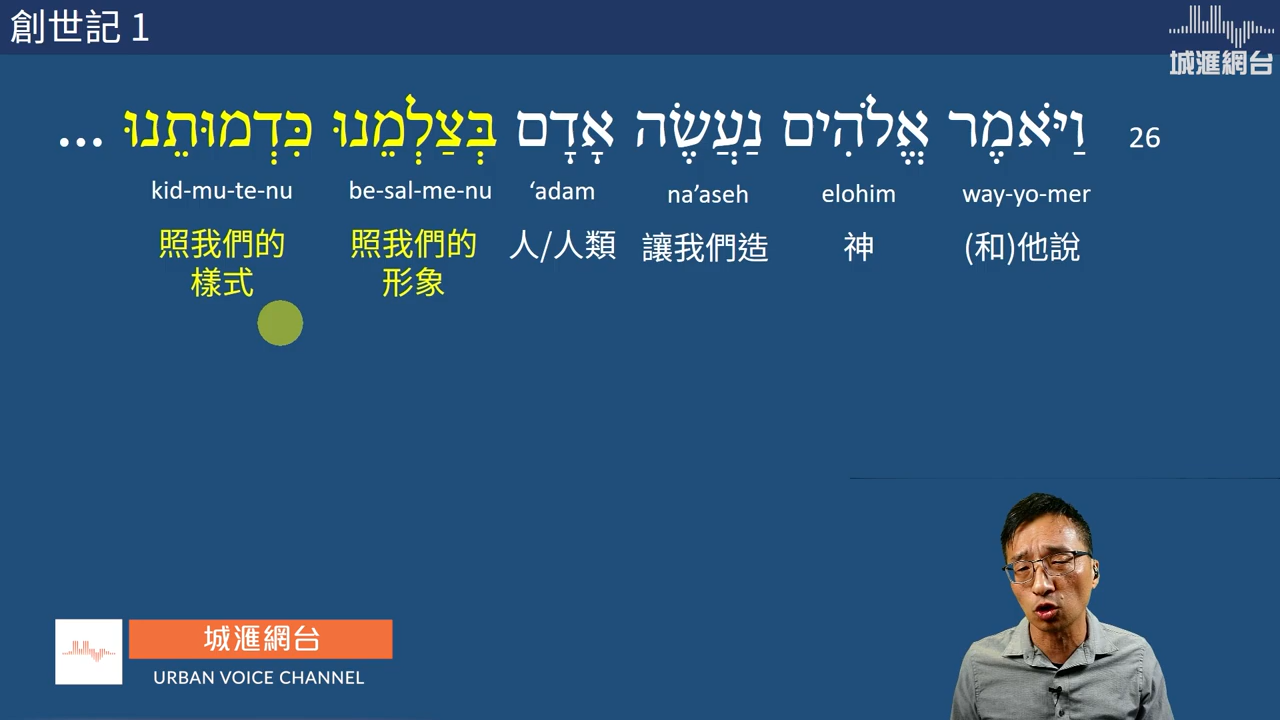 創世記 1
城滙網台
26 וַיֹּאמֶר אֱלֹהִים נַעֲשֶׂה אָדָם בְּצַלְמֵנוּ כִּדְמוּתֵנוּ ...
kid-mu-te-nu be-sal-me-nu ‘adam na’aseh elohim way-yo-mer
照我們的 照我們的 人/人類 讓我們造 神 (和)他說
樣式 形象
城滙網台
URBAN VOICE CHANNEL